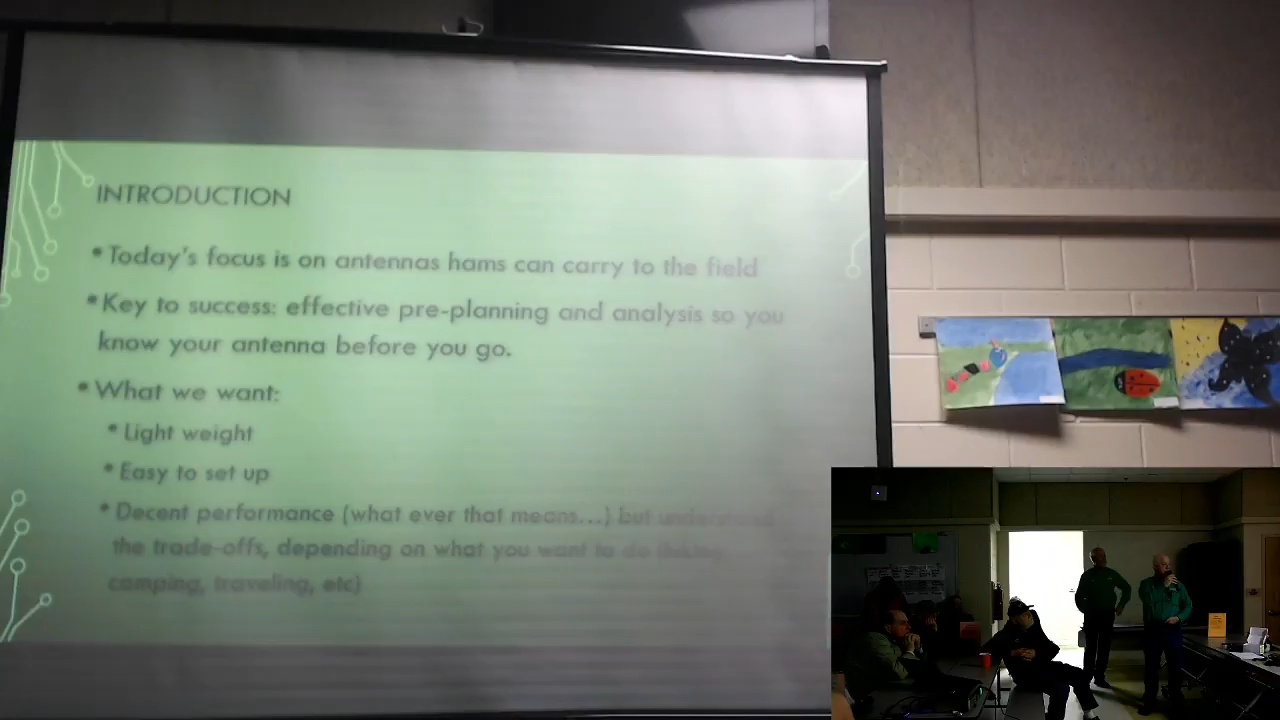 INTRODUCTION
• Today's focus is on antennas hams can carry to the field
• Key to success: effective pre-planning and analysis so you
know your antenna before you go.
• What we want:
• Light weight
• Easy to set up
• Decent performance (what ever that means...) but understand
the trade-offs, depending on what you want to do (hiking,
camping, traveling, etc)